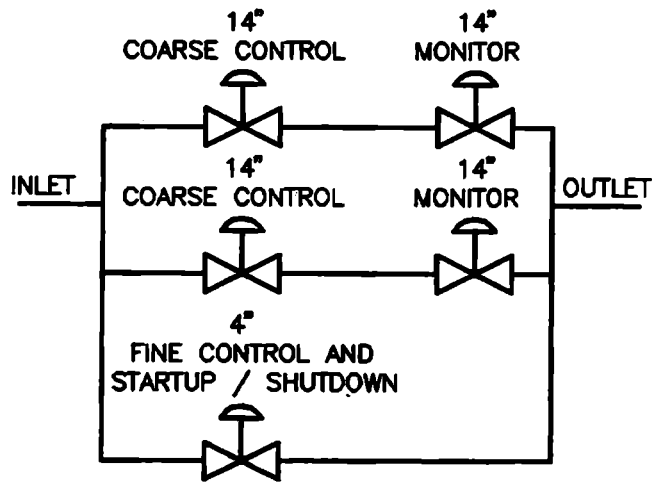 14"
COARSE CONTROL
14"
MONITOR
INLET
14"
COARSE CONTROL
14"
MONITOR
OUTLET
4"
FINE CONTROL AND
STARTUP / SHUTDOWN